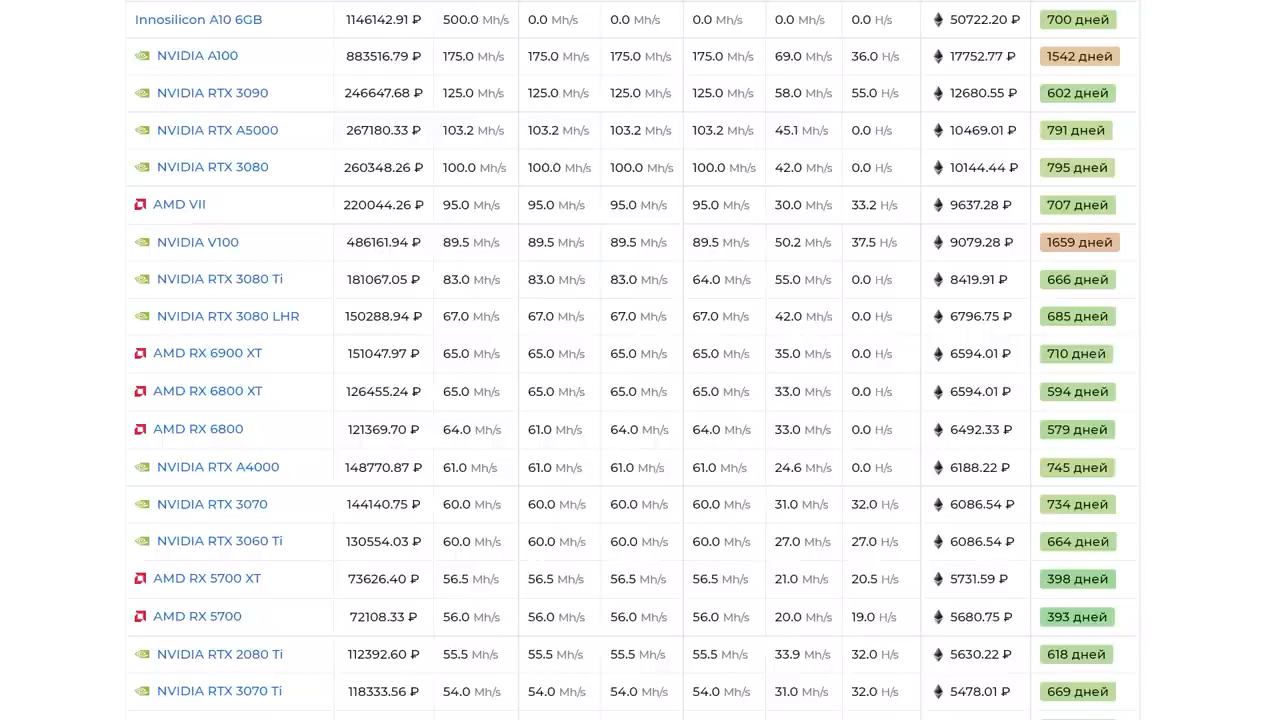 Innosilicon A10 6GB 1146142.91 ₽ 500.0 Mh/s 0.0 Mh/s 0.0 Mh/s 0.0 Mh/s 0.0 Mh/s 0.0 H/s 50722.20 ₽ 700 дней
NVIDIA A100 883516.79 ₽ 175.0 Mh/s 175.0 Mh/s 175.0 Mh/s 175.0 Mh/s 69.0 Mh/s 36.0 H/s 17752.77 ₽ 1542 дней
NVIDIA RTX 3090 246647.68 ₽ 125.0 Mh/s 125.0 Mh/s 125.0 Mh/s 125.0 Mh/s 58.0 Mh/s 55.0 H/s 12680.55 ₽ 602 дней
NVIDIA RTX A5000 267180.33 ₽ 103.2 Mh/s 103.2 Mh/s 103.2 Mh/s 103.2 Mh/s 45.1 Mh/s 0.0 H/s 10469.01 ₽ 791 дней
NVIDIA RTX 3080 260348.26 ₽ 100.0 Mh/s 100.0 Mh/s 100.0 Mh/s 100.0 Mh/s 42.0 Mh/s 0.0 H/s 10144.44 ₽ 795 дней
AMD VII 220044.26 ₽ 95.0 Mh/s 95.0 Mh/s 95.0 Mh/s 95.0 Mh/s 30.0 Mh/s 33.2 H/s 9637.28 ₽ 707 дней
NVIDIA V100 486161.94 ₽ 89.5 Mh/s 89.5 Mh/s 89.5 Mh/s 89.5 Mh/s 50.2 Mh/s 37.5 H/s 9079.28 ₽ 1659 дней
NVIDIA RTX 3080 Ti 181067.05 ₽ 83.0 Mh/s 83.0 Mh/s 83.0 Mh/s 64.0 Mh/s 55.0 Mh/s 0.0 H/s 8419.91 ₽ 666 дней
NVIDIA RTX 3080 LHR 150288.94 ₽ 67.0 Mh/s 67.0 Mh/s 67.0 Mh/s 67.0 Mh/s 42.0 Mh/s 0.0 H/s 6796.75 ₽ 685 дней
AMD RX 6900 XT 151047.97 ₽ 65.0 Mh/s 65.0 Mh/s 65.0 Mh/s 65.0 Mh/s 35.0 Mh/s 0.0 H/s 6594.01 ₽ 710 дней
AMD RX 6800 XT 126455.24 ₽ 65.0 Mh/s 65.0 Mh/s 65.0 Mh/s 65.0 Mh/s 33.0 Mh/s 0.0 H/s 6594.01 ₽ 594 дней
AMD RX 6800 121369.70 ₽ 64.0 Mh/s 61.0 Mh/s 64.0 Mh/s 64.0 Mh/s 33.0 Mh/s 0.0 H/s 6492.33 ₽ 579 дней
NVIDIA RTX A4000 148770.87 ₽ 61.0 Mh/s 61.0 Mh/s 61.0 Mh/s 61.0 Mh/s 24.6 Mh/s 0.0 H/s 6188.22 ₽ 745 дней
NVIDIA RTX 3070 144140.75 ₽ 60.0 Mh/s 60.0 Mh/s 60.0 Mh/s 60.0 Mh/s 31.0 Mh/s 32.0 H/s 6086.54 ₽ 734 дней
NVIDIA RTX 3060 Ti 130554.03 ₽ 60.0 Mh/s 60.0 Mh/s 60.0 Mh/s 60.0 Mh/s 27.0 Mh/s 27.0 H/s 6086.54 ₽ 664 дней
AMD RX 5700 XT 73626.40 ₽ 56.5 Mh/s 56.5 Mh/s 56.5 Mh/s 56.5 Mh/s 21.0 Mh/s 20.5 H/s 5731.59 ₽ 398 дней
AMD RX 5700 72108.33 ₽ 56.0 Mh/s 56.0 Mh/s 56.0 Mh/s 56.0 Mh/s 20.0 Mh/s 19.0 H/s 5680.75 ₽ 393 дней
NVIDIA RTX 2080 Ti 112392.60 ₽ 55.5 Mh/s 55.5 Mh/s 55.5 Mh/s 55.5 Mh/s 33.9 Mh/s 32.0 H/s 5630.22 ₽ 618 дней
NVIDIA RTX 3070 Ti 118333.56 ₽ 54.0 Mh/s 54.0 Mh/s 54.0 Mh/s 54.0 Mh/s 31.0 Mh/s 32.0 H/s 5478.01 ₽ 669 дней